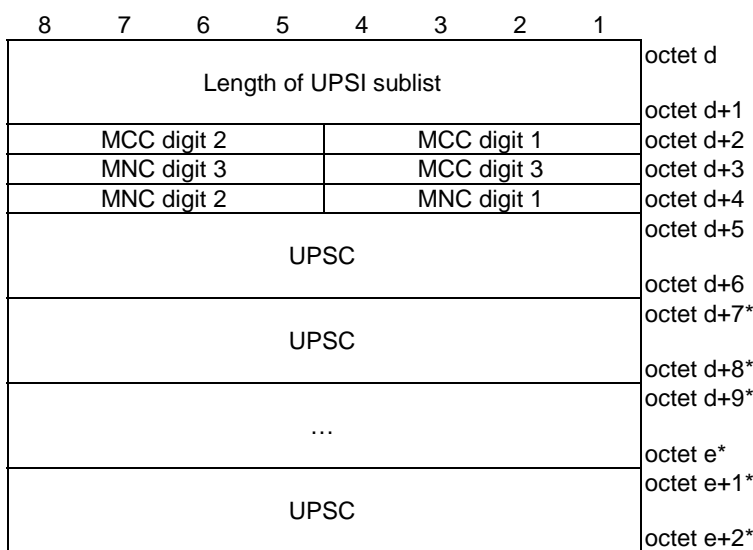 8 7 6 5 4 3 2 1
octet d
Length of UPSI sublist
octet d+1
MCC digit 2 MCC digit 1 octet d+2
MNC digit 3 MCC digit 3 octet d+3
MNC digit 2 MNC digit 1 octet d+4
octet d+5
UPSC
octet d+6
octet d+7*
UPSC
octet d+8*
octet d+9*
…
octet e*
octet e+1*
UPSC
octet e+2*